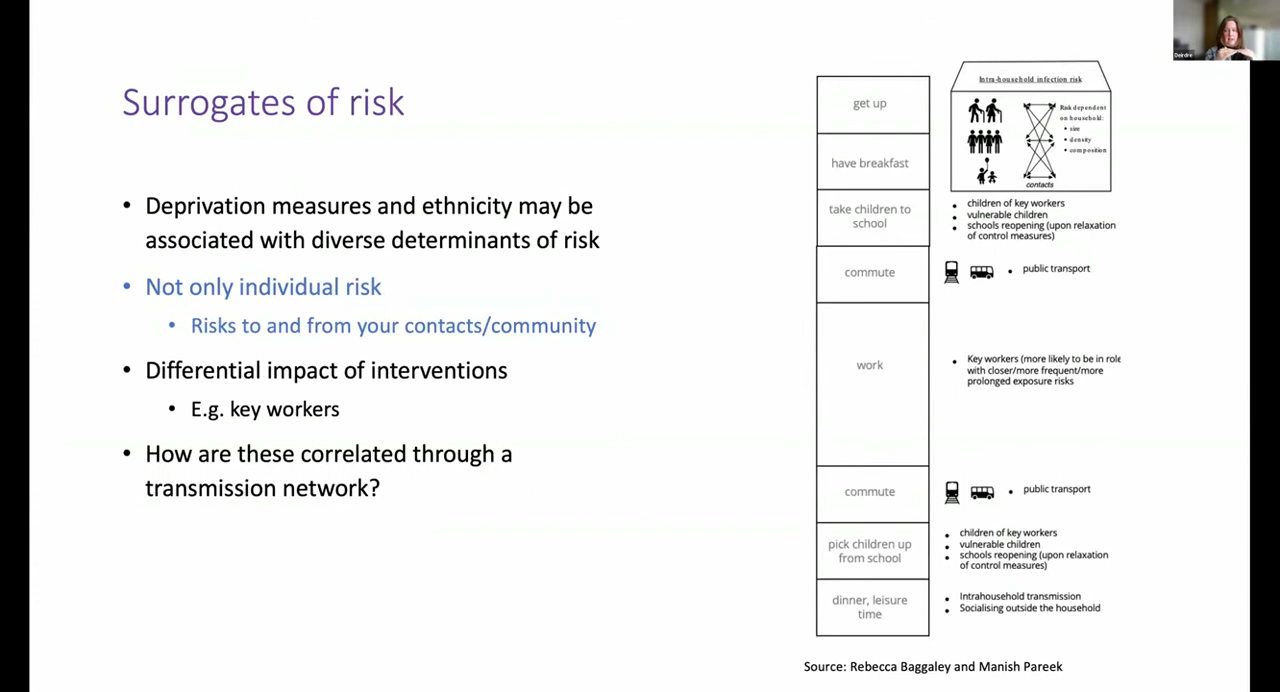 Surrogates of risk
• Deprivation measures and ethnicity may be
associated with diverse determinants of risk
• Not only individual risk
• Risks to and from your contacts/community
• Differential impact of interventions
• E.g. key workers
• How are these correlated through a
transmission network?
Deirdre
get up
Intra-household infection risk
Risk dependent
on household:
• size
• density
• composition
contacts
have breakfast
take children to
school
• children of key workers
• vulnerable children
• schools reopening (upon relaxation
of control measures)
commute
• public transport
work
• Key workers (more likely to be in role
with closer/more frequent/more
prolonged exposure risks
commute
• public transport
pick children up
from school
• children of key workers
• vulnerable children
• schools reopening (upon relaxation
of control measures)
dinner, leisure
time
• Intrahousehold transmission
• Socialising outside the household
Source: Rebecca Baggaley and Manish Pareek